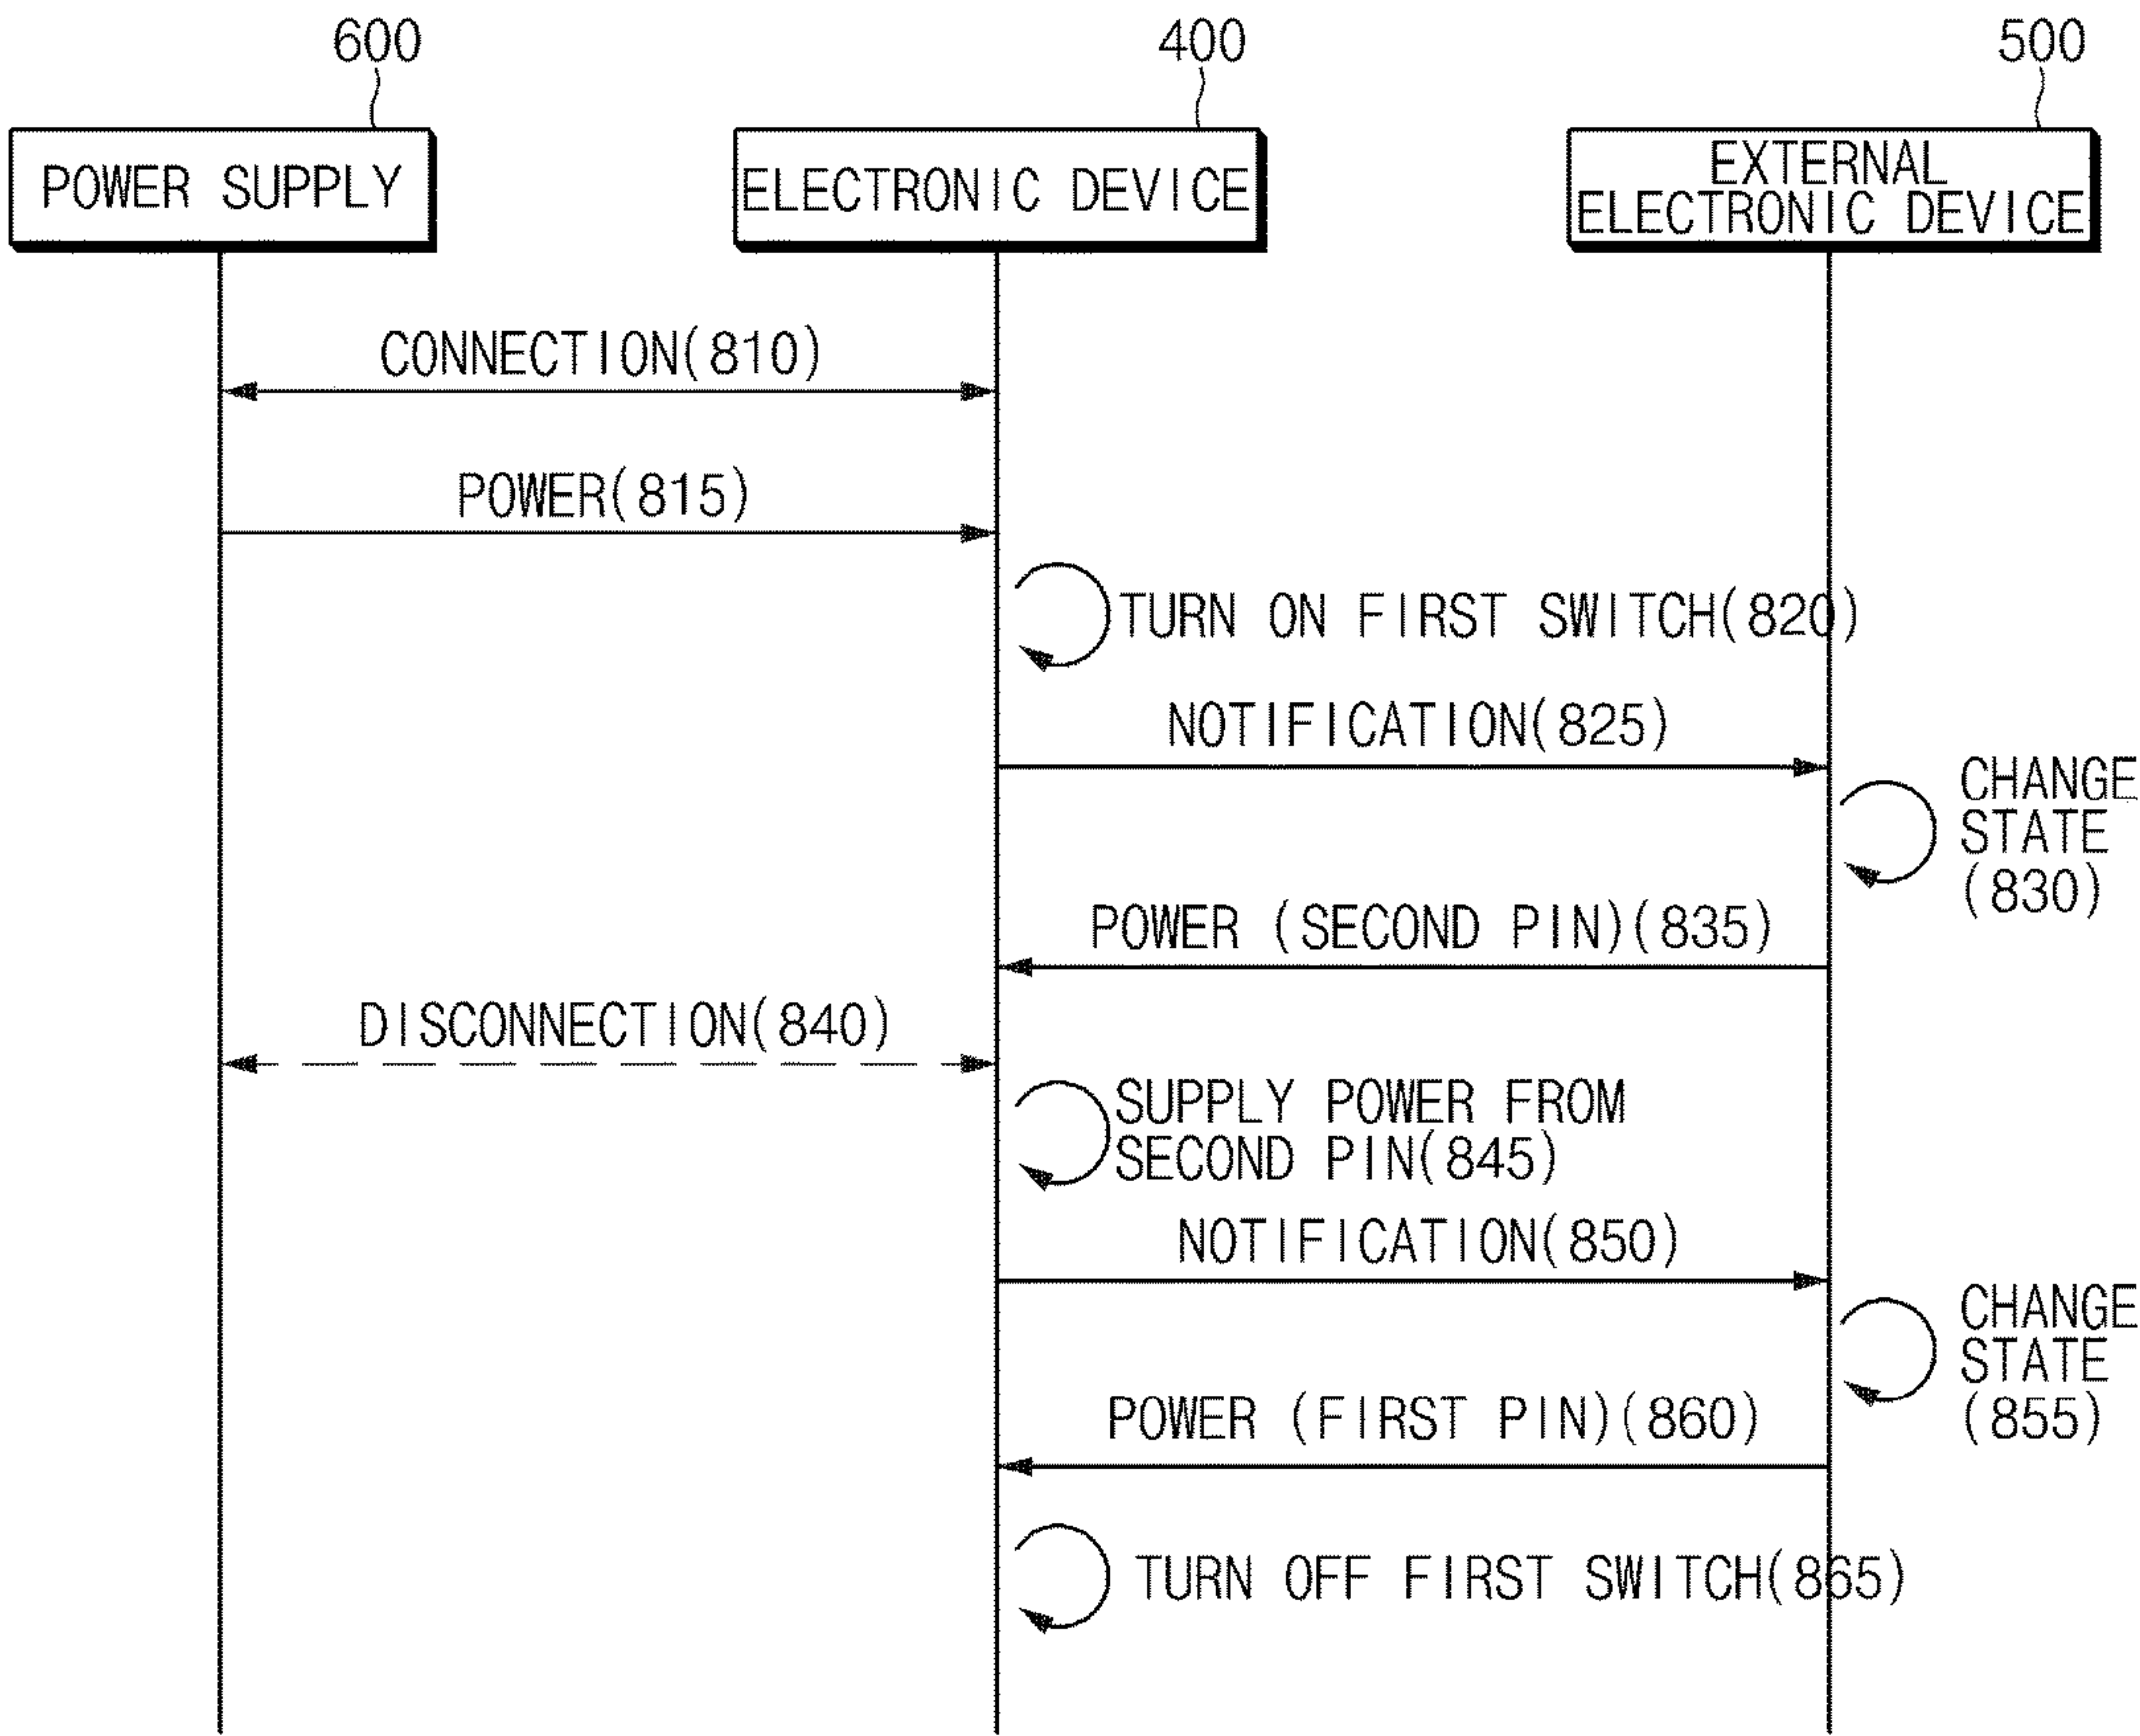 600
400
500
POWER SUPPLY
ELECTRONIC DEVICE
EXTERNAL
ELECTRONIC DEVICE
CONNECTION(810)
POWER(815)
TURN ON FIRST SWITCH(820)
NOTIFICATION(825)
CHANGE
STATE
(830)
POWER (SECOND PIN)(835)
DISCONNECTION(840)
SUPPLY POWER FROM
SECOND PIN(845)
NOTIFICATION(850)
CHANGE
STATE
(855)
POWER (FIRST PIN)(860)
TURN OFF FIRST SWITCH(865)